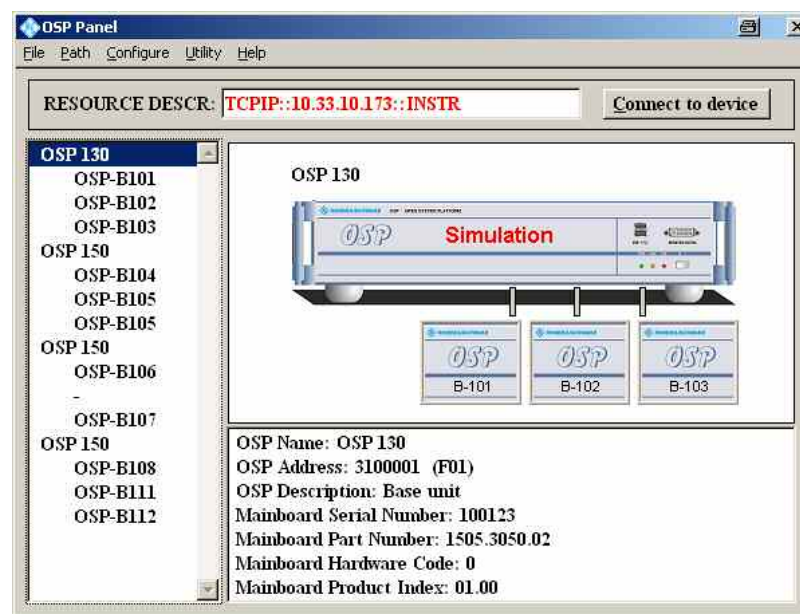 OSP Panel
File Path Configure Utility Help
RESOURCE DESCR: TCPIP::10.33.10.173::INSTR Connect to device
OSP 130
OSP-B101
OSP-B102
OSP-B103
OSP 150
OSP-B104
OSP-B105
OSP-B105
OSP 150
OSP-B106
-
OSP-B107
OSP 150
OSP-B108
OSP-B111
OSP-B112
OSP 130
OSP Simulation
OSP OSP OSP
B-101 B-102 B-103
OSP Name: OSP 130
OSP Address: 3100001 (F01)
OSP Description: Base unit
Mainboard Serial Number: 100123
Mainboard Part Number: 1505.3050.02
Mainboard Hardware Code: 0
Mainboard Product Index: 01.00